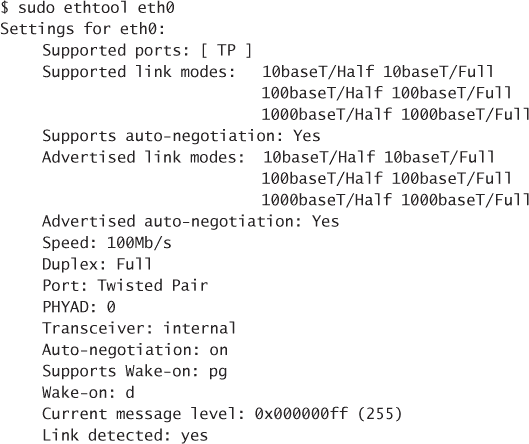 $ sudo ethtool eth0
Settings for eth0:
Supported ports: [ TP ]
Supported link modes: 10baseT/Half 10baseT/Full
100baseT/Half 100baseT/Full
1000baseT/Half 1000baseT/Full
Supports auto-negotiation: Yes
Advertised link modes: 10baseT/Half 10baseT/Full
100baseT/Half 100baseT/Full
1000baseT/Half 1000baseT/Full
Advertised auto-negotiation: Yes
Speed: 100Mb/s
Duplex: Full
Port: Twisted Pair
PHYAD: 0
Transceiver: internal
Auto-negotiation: on
Supports Wake-on: pg
Wake-on: d
Current message level: 0x000000ff (255)
Link detected: yes